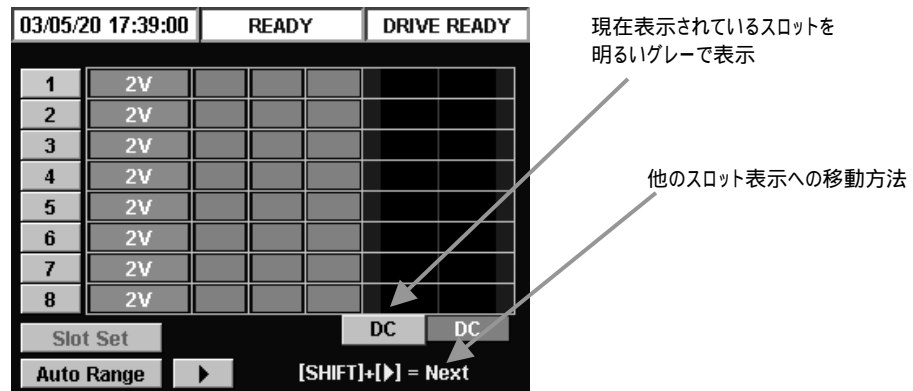 03/05/20 17:39:00 READY DRIVE READY
現在表示されているスロットを
明るいグレーで表示
1 2V
2 2V
3 2V
4 2V
他のスロット表示への移動方法
5 2V
6 2V
7 2V
8 2V
DC DC
Slot Set
Auto Range [SHIFT]+[▶] = Next